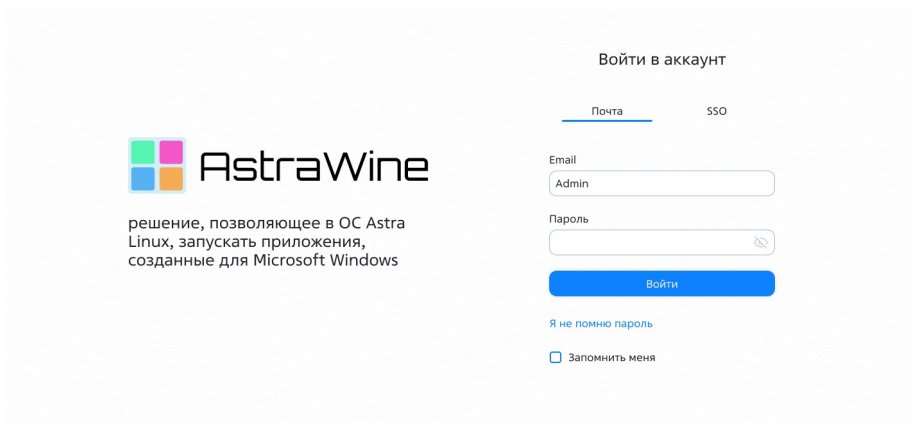 AstraWine
решение, позволяющее в ОС Astra
Linux, запускать приложения,
созданные для Microsoft Windows
Войти в аккаунт
Почта SSO
Email
Admin
Пароль
Войти
Я не помню пароль
Запомнить меня